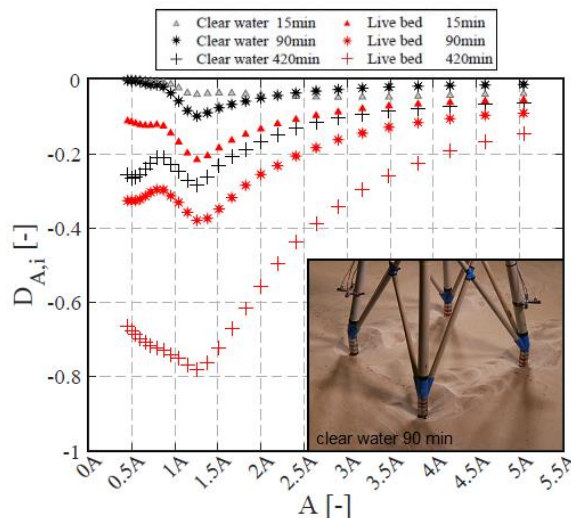 Clear water 15min Live bed 15min
Clear water 90min Live bed 90min
Clear water 420min Live bed 420min
0
-0.2
-0.4
-0.6
-0.8
-1
D_A,i [-]
clear water 90 min
0A 0.5A 1A 1.5A 2A 2.5A 3A 3.5A 4A 4.5A 5A 5.5A
A [-]